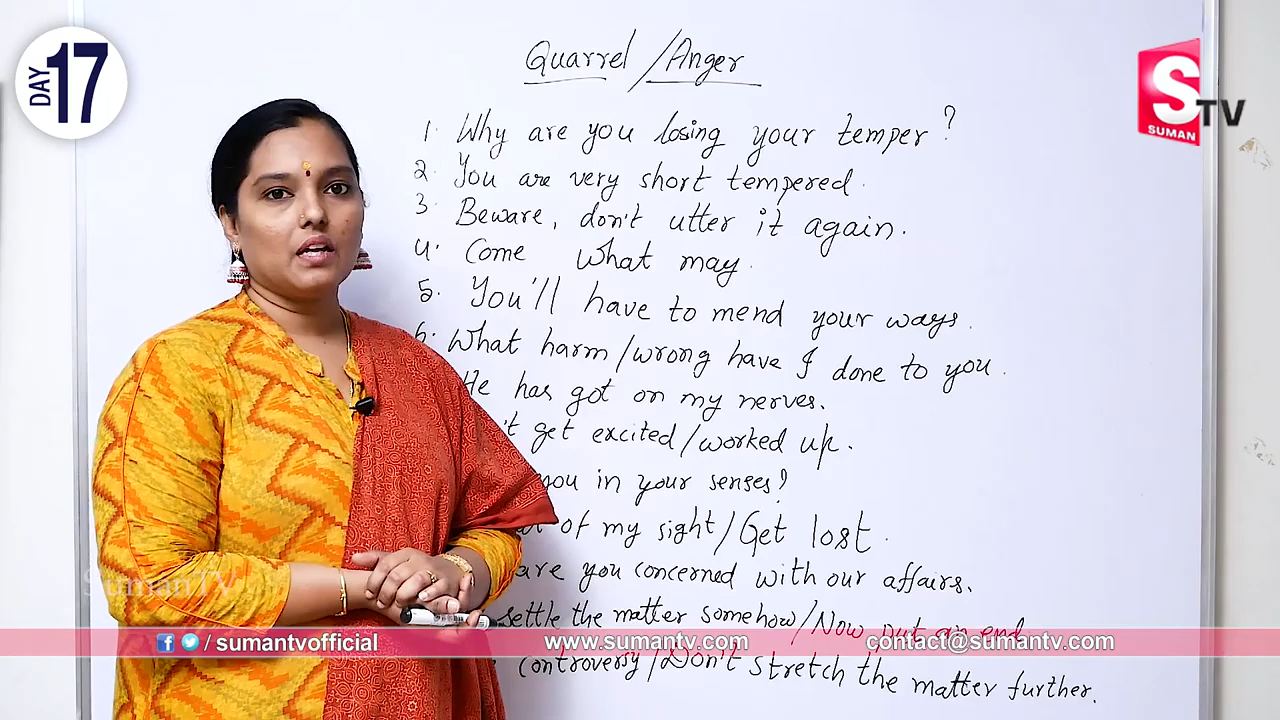 DAY 17
Quarrel / Anger
S TV
SUMAN
1. Why are you losing your temper?
2. You are very short tempered.
3. Beware, don't utter it again.
4. Come what may.
5. You'll have to mend your ways.
6. What harm/wrong have I done to you.
He has got on my nerves.
't get excited/worked up.
you in your senses?
of my sight/Get lost.
are you concerned with our affairs.
SumanTV
settle the matter somehow/Now put an end
/sumantvofficial www.sumantv.com contact@sumantv.com
controversy/Don't stretch the matter further.